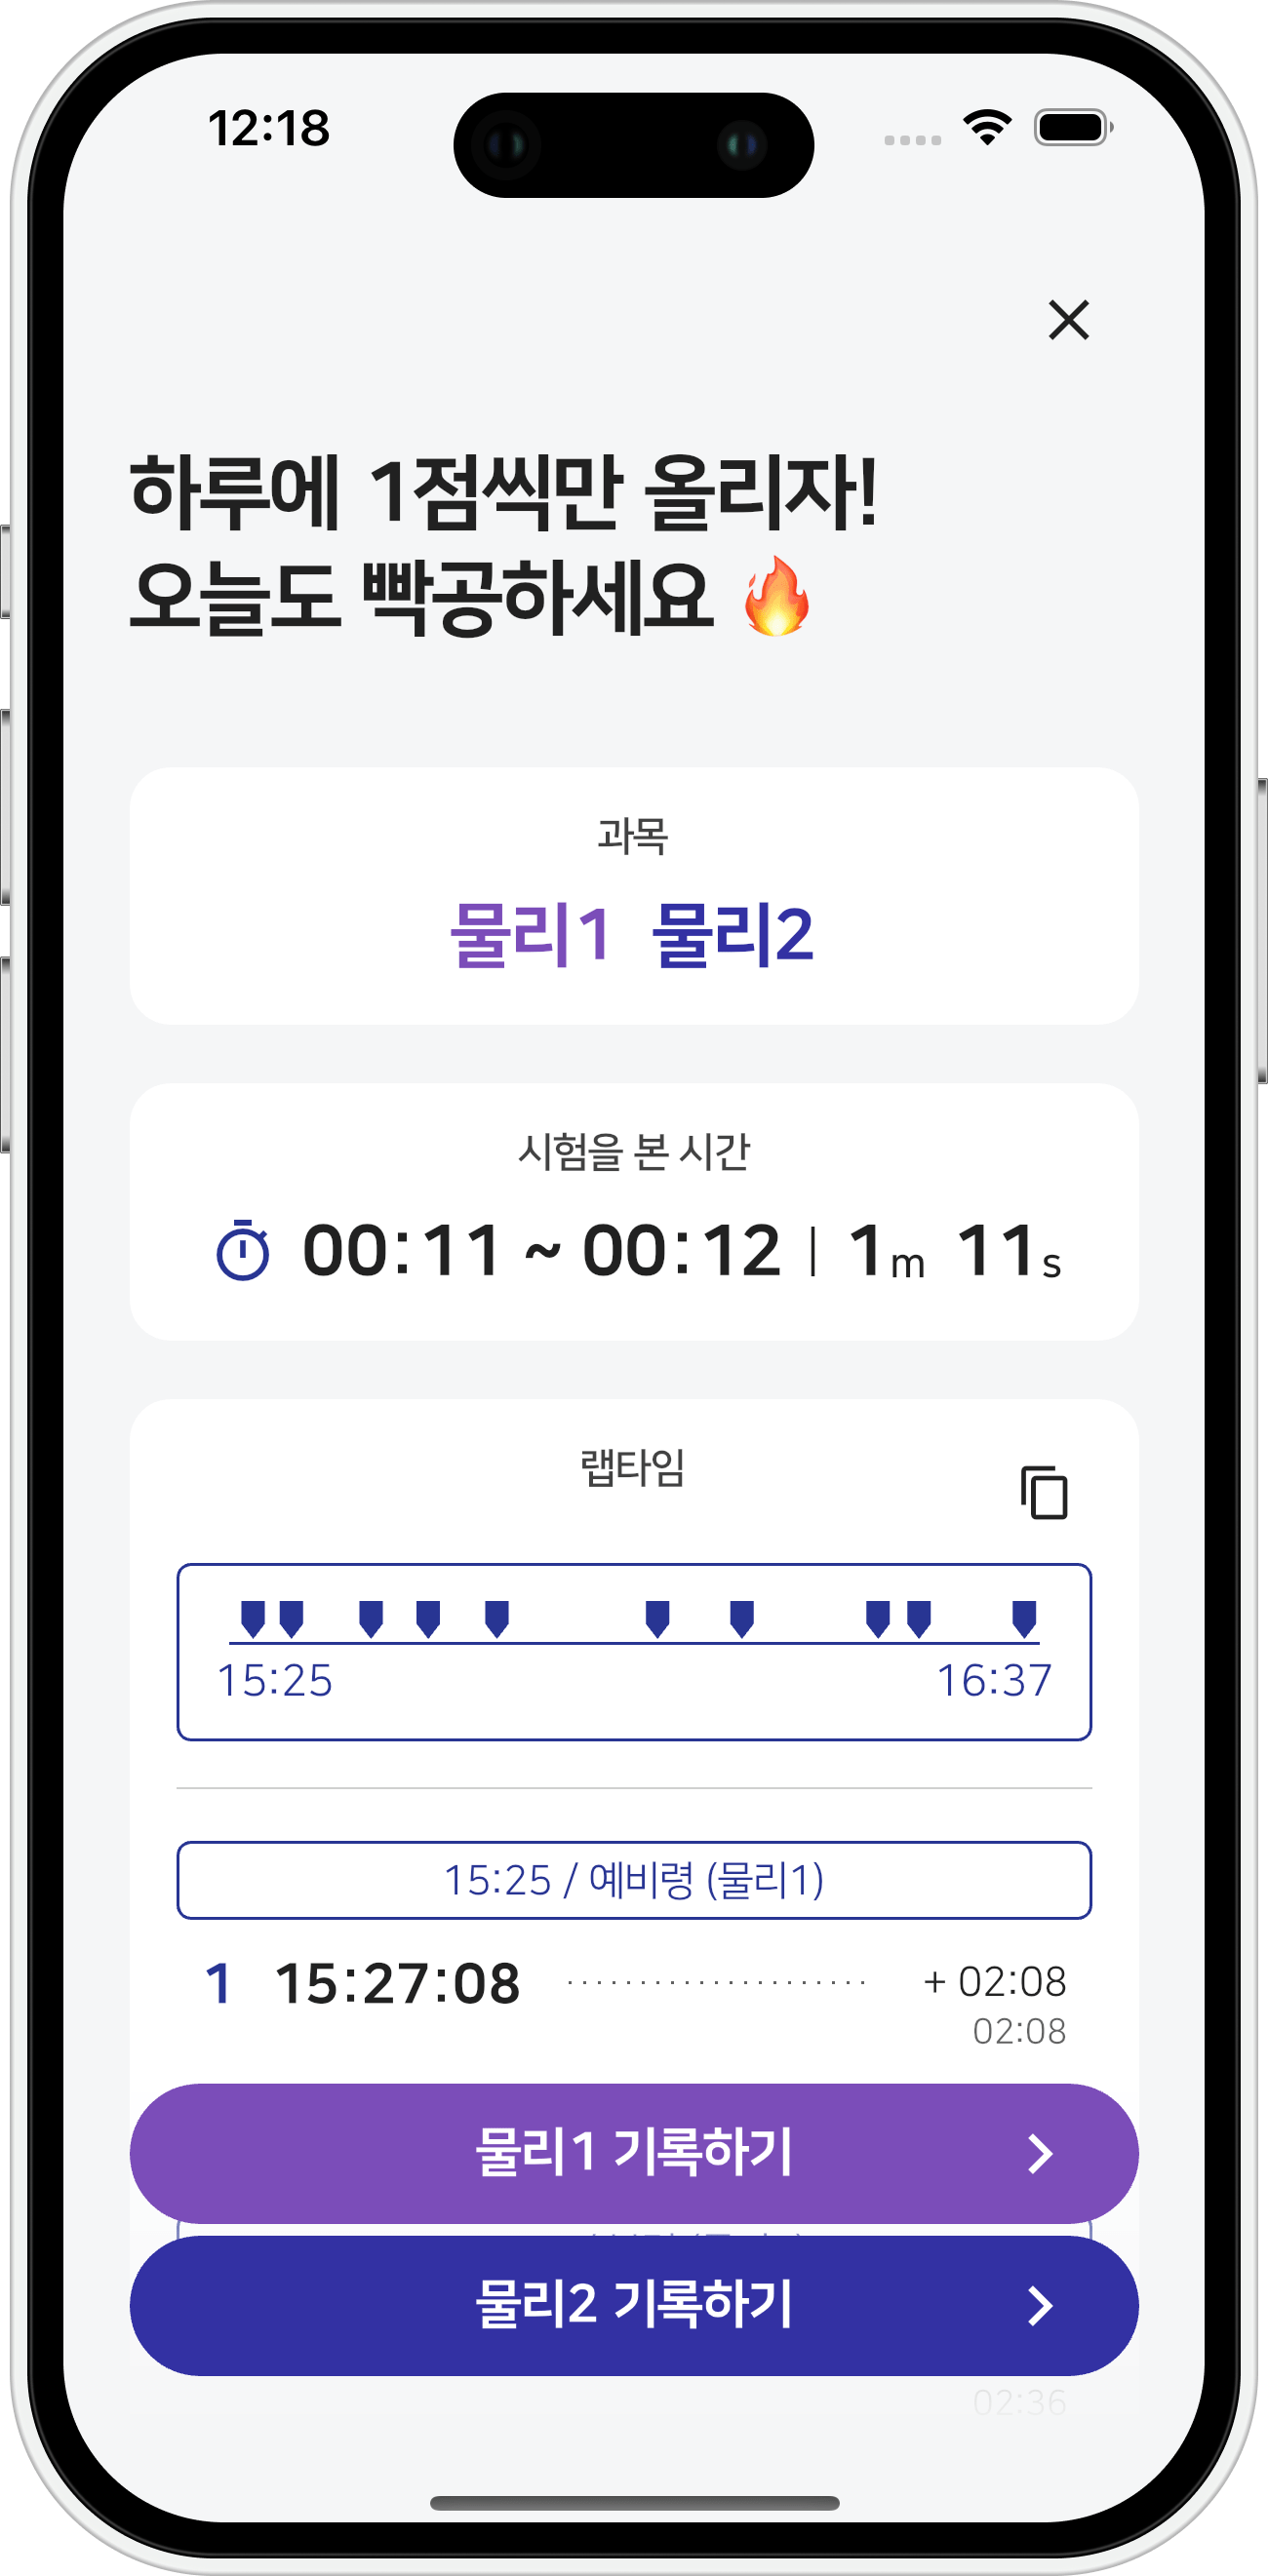 12:18
하루에 1점씩만 올리자!
오늘도 빡공하세요 🔥
과목
물리1 물리2
시험을 본 시간
00:11 ~ 00:12 | 1m 11s
랩타임
15:25 16:37
15:25 / 예비령 (물리1)
1 15:27:08 + 02:08
02:08
물리1 기록하기
물리2 기록하기
02:36